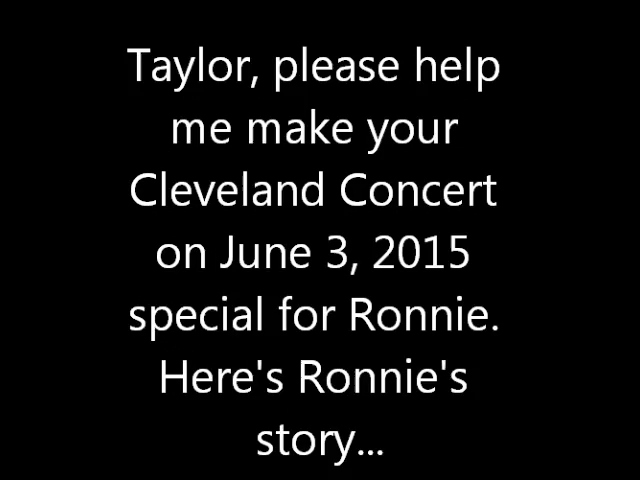 Taylor, please help
me make your
Cleveland Concert
on June 3, 2015
special for Ronnie.
Here's Ronnie's
story...